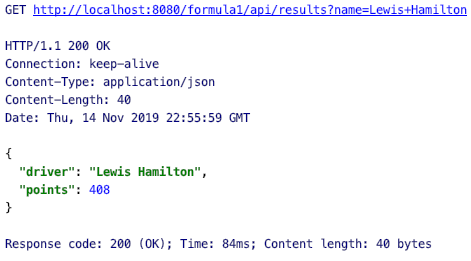 GET http://localhost:8080/formula1/api/results?name=Lewis+Hamilton

HTTP/1.1 200 OK
Connection: keep-alive
Content-Type: application/json
Content-Length: 40
Date: Thu, 14 Nov 2019 22:55:59 GMT

{
  "driver": "Lewis Hamilton",
  "points": 408
}

Response code: 200 (OK); Time: 84ms; Content length: 40 bytes